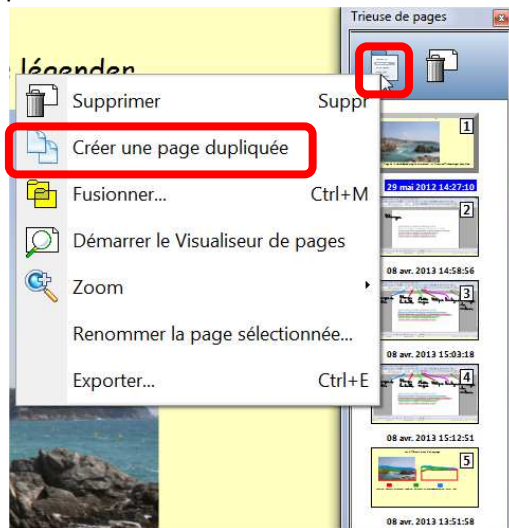 Trieuse de pages
légender
Supprimer Suppr
Créer une page dupliquée
Fusionner... Ctrl+M
Démarrer le Visualiseur de pages
Zoom
Renommer la page sélectionnée...
Exporter... Ctrl+E
1
29 mai 2012 14:27:10
2
08 avr. 2013 14:58:56
3
08 avr. 2013 15:03:18
4
08 avr. 2013 15:12:51
5
08 avr. 2013 13:51:58